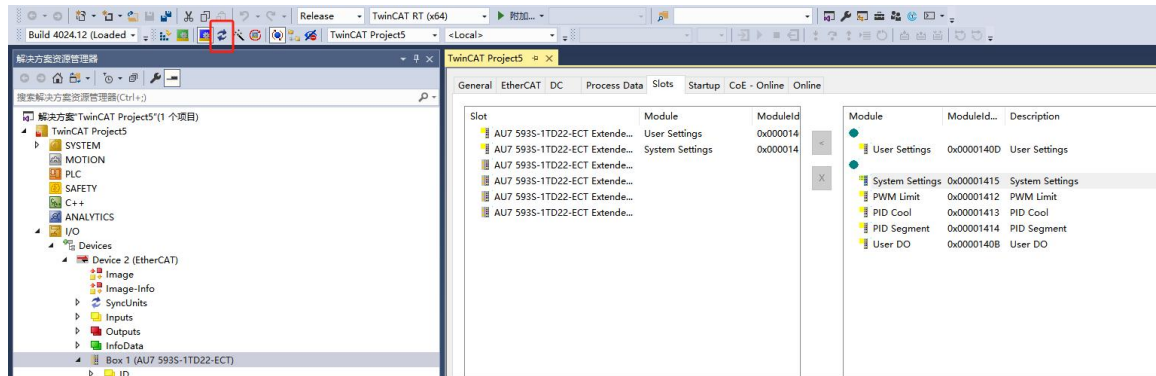 Release TwinCAT RT (x64) 附加...
Build 4024.12 (Loaded TwinCAT Project5 <Local>
解决方案资源管理器
搜索解决方案资源管理器(Ctrl+;)
解决方案"TwinCAT Project5"(1 个项目)
TwinCAT Project5
SYSTEM
MOTION
PLC
SAFETY
C++
ANALYTICS
I/O
Devices
Device 2 (EtherCAT)
Image
Image-Info
SyncUnits
Inputs
Outputs
InfoData
Box 1 (AU7 593S-1TD22-ECT)
ID
TwinCAT Project5
General EtherCAT DC Process Data Slots Startup CoE - Online Online
Slot Module ModuleId
AU7 593S-1TD22-ECT Extende... User Settings 0x000014
AU7 593S-1TD22-ECT Extende... System Settings 0x000014
AU7 593S-1TD22-ECT Extende...
AU7 593S-1TD22-ECT Extende...
AU7 593S-1TD22-ECT Extende...
AU7 593S-1TD22-ECT Extende...
<
X
Module ModuleId... Description
User Settings 0x0000140D User Settings
System Settings 0x00001415 System Settings
PWM Limit 0x00001412 PWM Limit
PID Cool 0x00001413 PID Cool
PID Segment 0x00001414 PID Segment
User DO 0x0000140B User DO